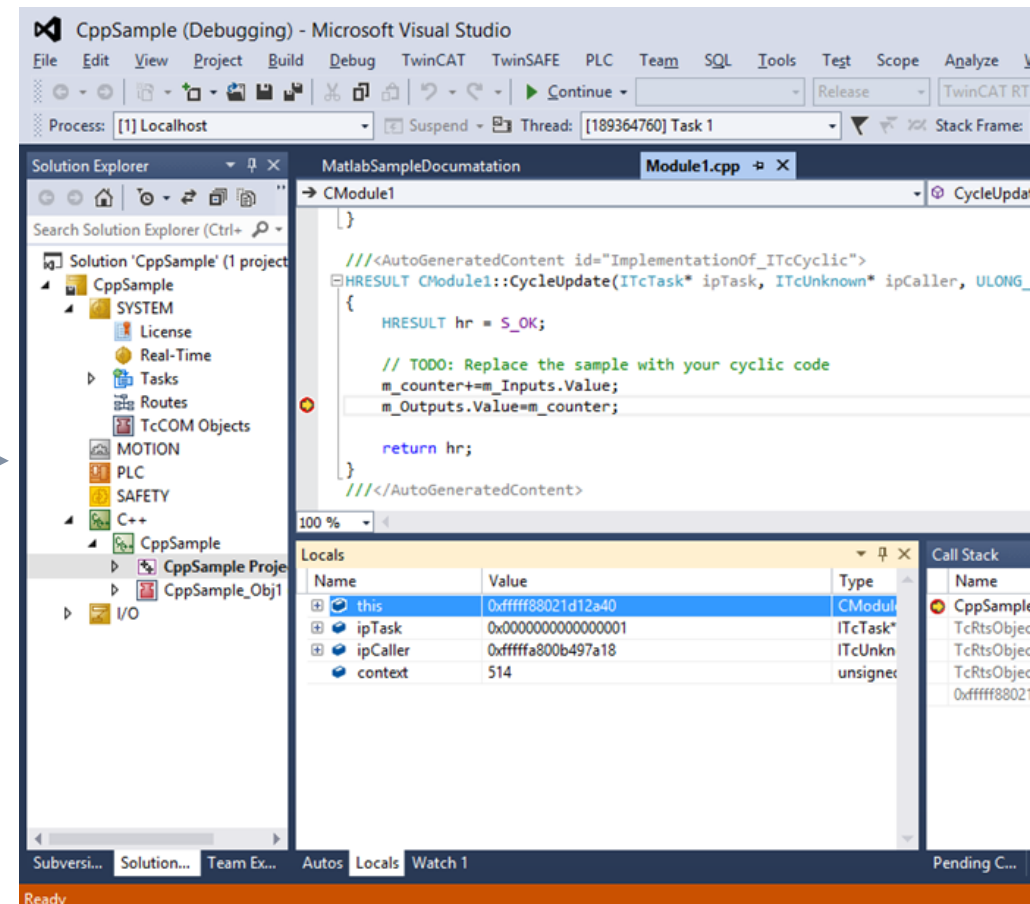 CppSample (Debugging) - Microsoft Visual Studio
File Edit View Project Build Debug TwinCAT TwinSAFE PLC Team SQL Tools Test Scope Analyze
Continue Release TwinCAT RT
Process: [1] Localhost Suspend Thread: [189364760] Task 1 Stack Frame:
Solution Explorer
Search Solution Explorer (Ctrl+
Solution 'CppSample' (1 project
CppSample
SYSTEM
License
Real-Time
Tasks
Routes
TcCOM Objects
MOTION
PLC
SAFETY
C++
CppSample
CppSample Proje
CppSample_Obj1
I/O
Subversi... Solution... Team Ex...
MatlabSampleDocumatation Module1.cpp
CModule1 CycleUpdat
}
///<AutoGeneratedContent id="ImplementationOf_ITcCyclic">
HRESULT CModule1::CycleUpdate(ITcTask* ipTask, ITcUnknown* ipCaller, ULONG_
{
HRESULT hr = S_OK;
// TODO: Replace the sample with your cyclic code
m_counter+=m_Inputs.Value;
m_Outputs.Value=m_counter;
return hr;
}
///</AutoGeneratedContent>
100 %
Locals
Name Value Type
this 0xfffff88021d12a40 CModul
ipTask 0x0000000000000001 ITcTask*
ipCaller 0xfffffa800b497a18 ITcUnkn
context 514 unsigned
Autos Locals Watch 1
Call Stack
Name
CppSample
TcRtsObjec
TcRtsObjec
TcRtsObjec
0xfffff88021
Pending C...
Ready